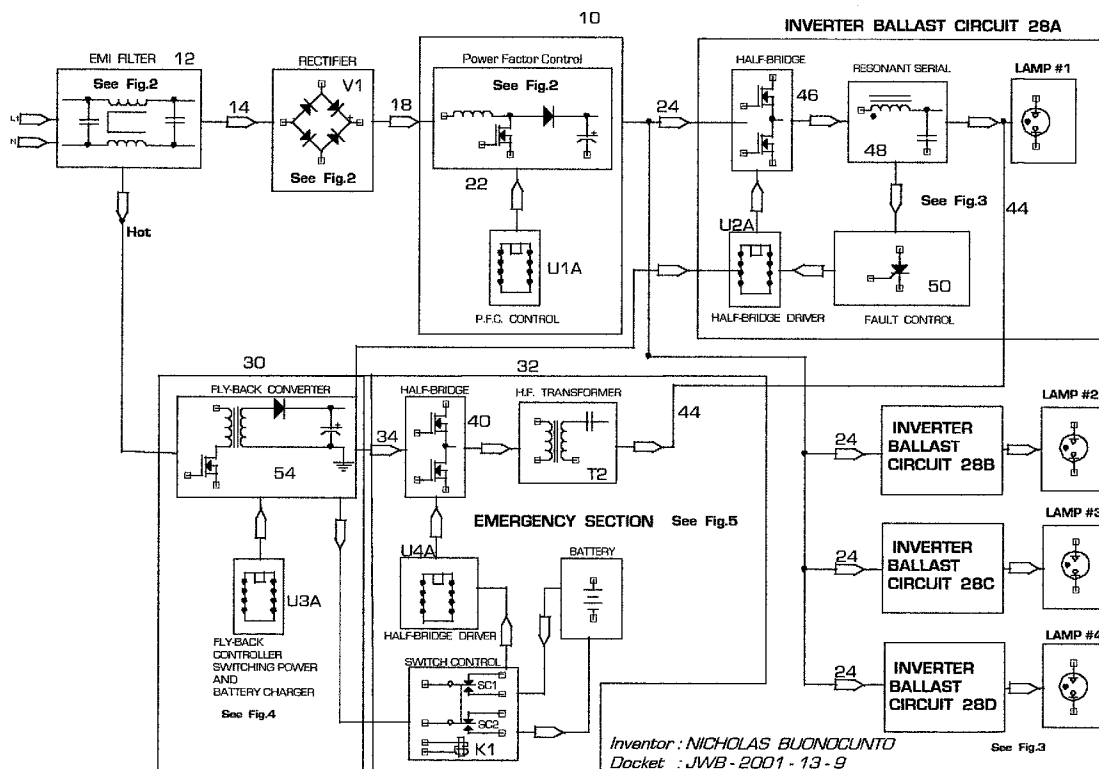 10
INVERTER BALLAST CIRCUIT 28A
EMI FILTER 12
See Fig.2
L1
N
14
RECTIFIER
V1
See Fig.2
18
Power Factor Control
See Fig.2
22
U1A
P.F.C. CONTROL
24
HALF-BRIDGE
46
RESONANT SERIAL
48
LAMP #1
See Fig.3
44
U2A
HALF-BRIDGE DRIVER
50
FAULT CONTROL
Hot
30
FLY-BACK CONVERTER
54
34
32
HALF-BRIDGE
40
H.F. TRANSFORMER
T2
44
EMERGENCY SECTION See Fig.5
U3A
FLY-BACK
CONTROLLER
SWITCHING POWER
AND
BATTERY CHARGER
See Fig.4
U4A
HALF-BRIDGE DRIVER
BATTERY
SWITCH CONTROL
SC1
SC2
K1
24
INVERTER
BALLAST
CIRCUIT 28B
LAMP #2
24
INVERTER
BALLAST
CIRCUIT 28C
LAMP #3
24
INVERTER
BALLAST
CIRCUIT 28D
LAMP #4
See Fig.3
Inventor : NICHOLAS BUONOCUNTO
Docket : JWB - 2001 - 13 - 9